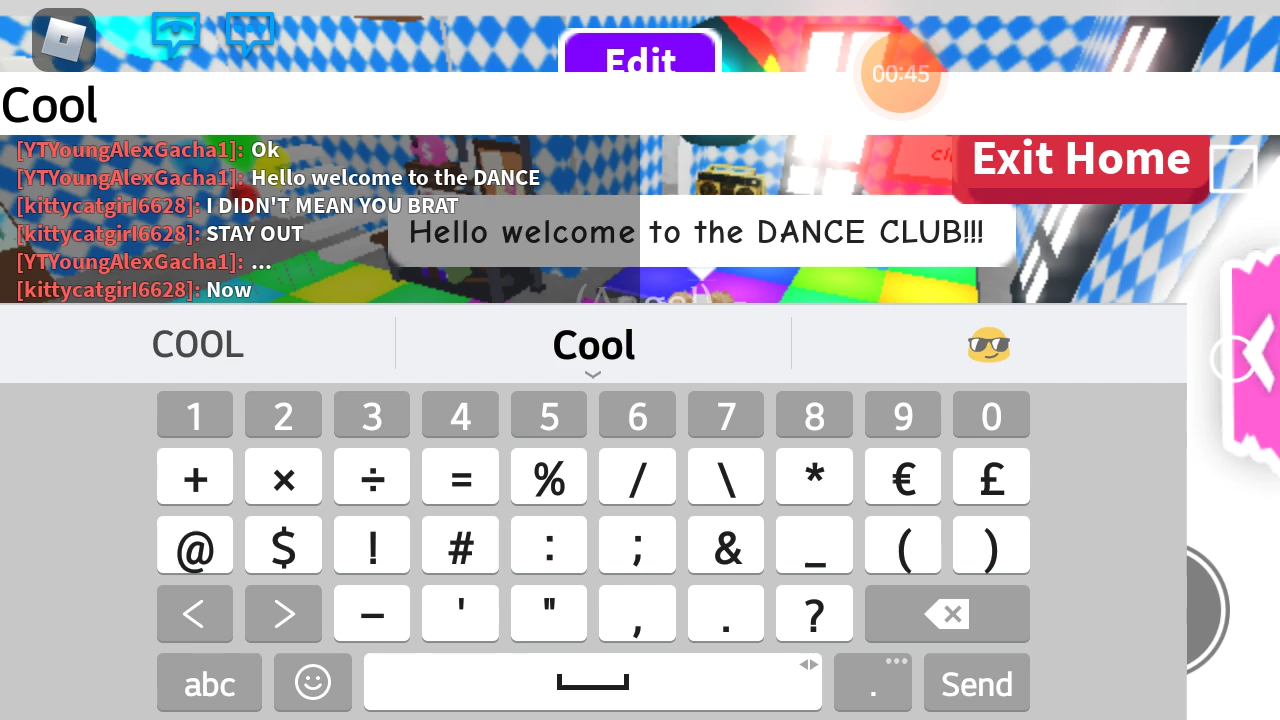 Edit
00:45
Cool
[YTYoungAlexGacha1]: Ok
[YTYoungAlexGacha1]: Hello welcome to the DANCE
[kittycatgirl6628]: I DIDN'T MEAN YOU BRAT
[kittycatgirl6628]: STAY OUT
[YTYoungAlexGacha1]: ...
[kittycatgirl6628]: Now
Exit Home
Hello welcome to the DANCE CLUB!!!
(Angel)
COOL Cool 😎
1 2 3 4 5 6 7 8 9 0
+ × ÷ = % / \ * € £
@ $ ! # : ; & _ ( )
< > – ' " , . ?
abc . Send